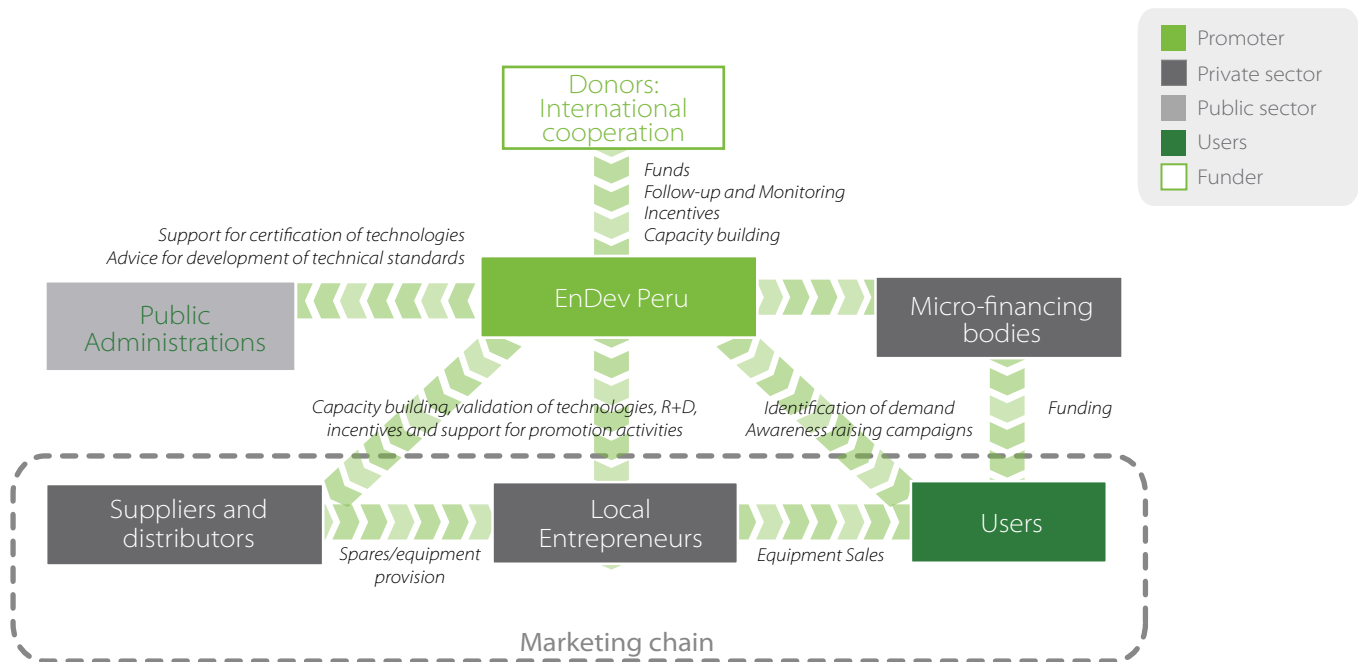 Promoter
Private sector
Public sector
Users
Funder
Donors:
International
cooperation
Funds
Follow-up and Monitoring
Incentives
Capacity building
Support for certification of technologies
Advice for development of technical standards
EnDev Peru
Public
Administrations
Micro-financing
bodies
Capacity building, validation of technologies, R+D,
incentives and support for promotion activities
Identification of demand
Awareness raising campaigns
Funding
Suppliers and
distributors
Local
Entrepreneurs
Users
Spares/equipment
provision
Equipment Sales
Marketing chain